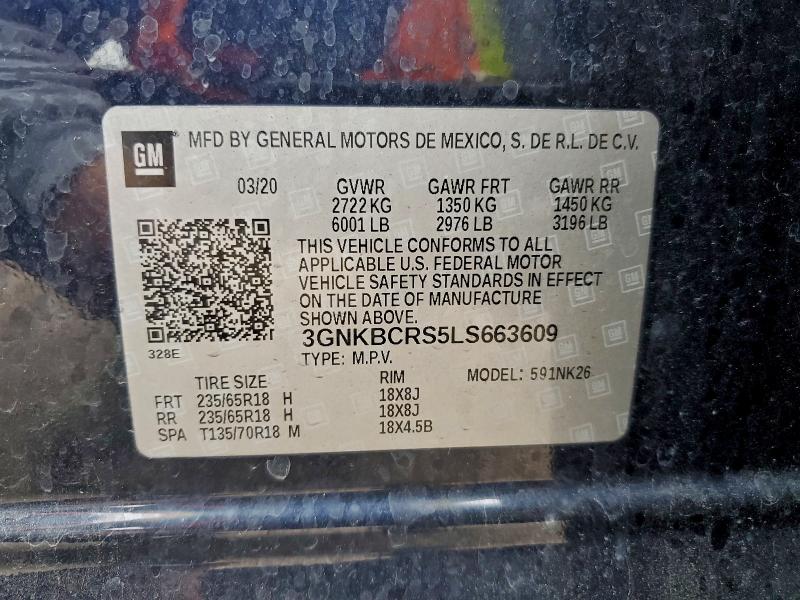 GM
MFD BY GENERAL MOTORS DE MEXICO, S. DE R.L. DE C.V.
03/20 GVWR GAWR FRT GAWR RR
2722 KG 1350 KG 1450 KG
6001 LB 2976 LB 3196 LB
THIS VEHICLE CONFORMS TO ALL
APPLICABLE U.S. FEDERAL MOTOR
VEHICLE SAFETY STANDARDS IN EFFECT
ON THE DATE OF MANUFACTURE
SHOWN ABOVE.
3GNKBCRS5LS663609
328E
TYPE: M.P.V.
TIRE SIZE RIM MODEL: 591NK26
FRT 235/65R18 H 18X8J
RR 235/65R18 H 18X8J
SPA T135/70R18 M 18X4.5B